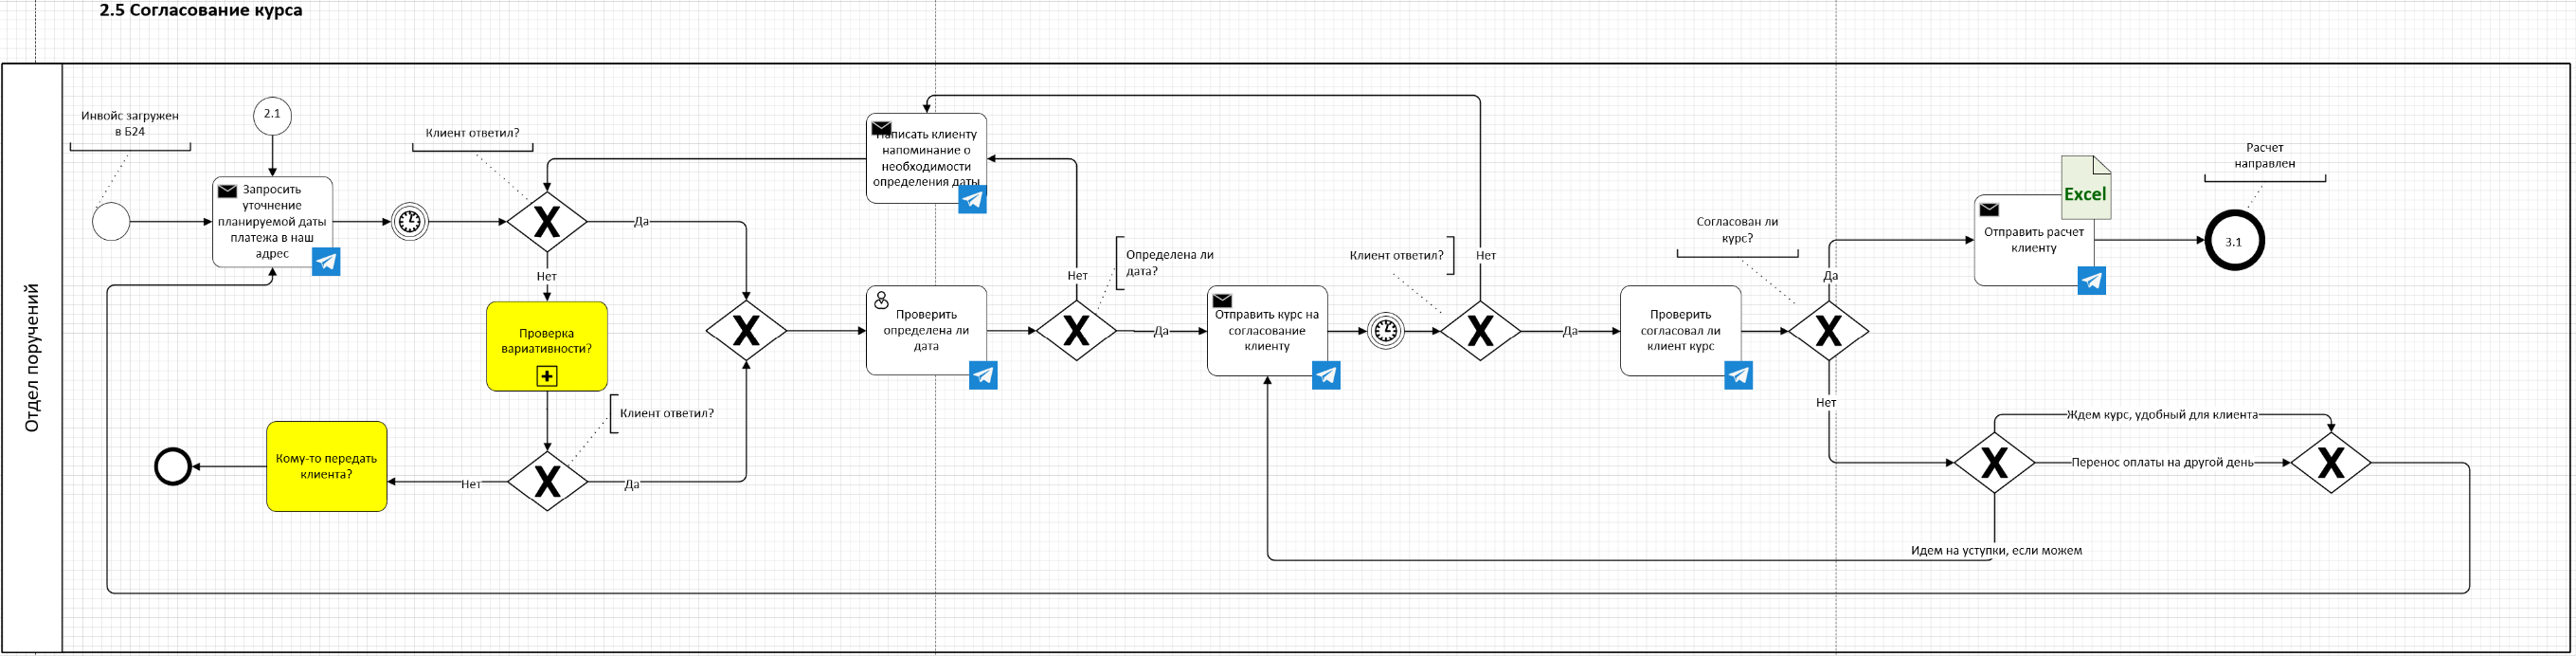 2.5 Согласование курса
Отдел поручений
Инвойс загружен
в Б24
2.1
Запросить
уточнение
планируемой даты
платежа в наш
адрес
Клиент ответил?
Да
Нет
Проверка
вариативности?
Клиент ответил?
Нет
Да
Кому-то передать
клиента?
Написать клиенту
напоминание о
необходимости
определения даты
Проверить
определена ли
дата
Определена ли
дата?
Нет
Да
Отправить курс на
согласование
клиенту
Клиент ответил?
Нет
Да
Проверить
согласовал ли
клиент курс
Согласован ли
курс?
Да
Нет
Excel
Отправить расчет
клиенту
Расчет
направлен
3.1
Ждем курс, удобный для клиента
Перенос оплаты на другой день
Идем на уступки, если можем